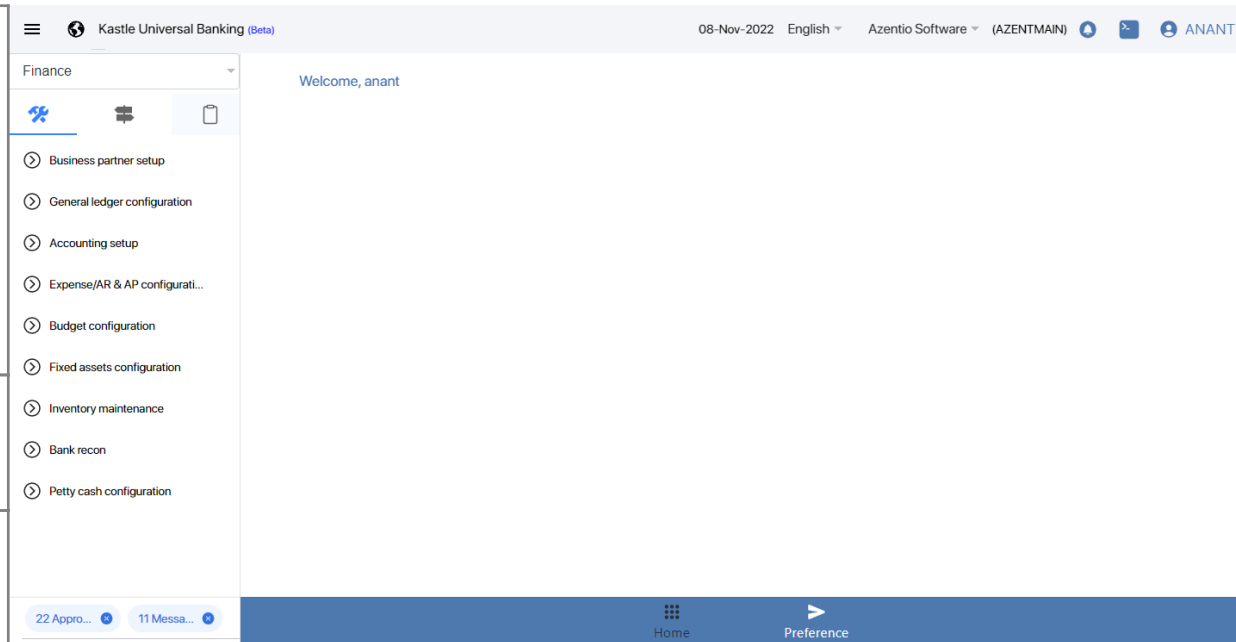 Kastle Universal Banking (Beta) 08-Nov-2022 English Azentio Software (AZENTMAIN) ANANT
Finance
Welcome, anant
Business partner setup
General ledger configuration
Accounting setup
Expense/AR & AP configurati...
Budget configuration
Fixed assets configuration
Inventory maintenance
Bank recon
Petty cash configuration
22 Appro... 11 Messa...
Home Preference